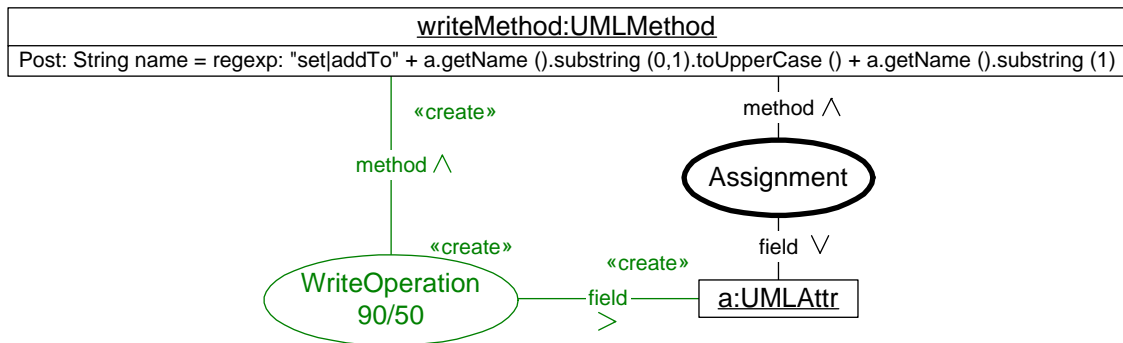 writeMethod:UMLMethod
Post: String name = regexp: "set|addTo" + a.getName ().substring (0,1).toUpperCase () + a.getName ().substring (1)
«create»
method
method
Assignment
field
«create»
«create»
WriteOperation
90/50
field
a:UMLAttr